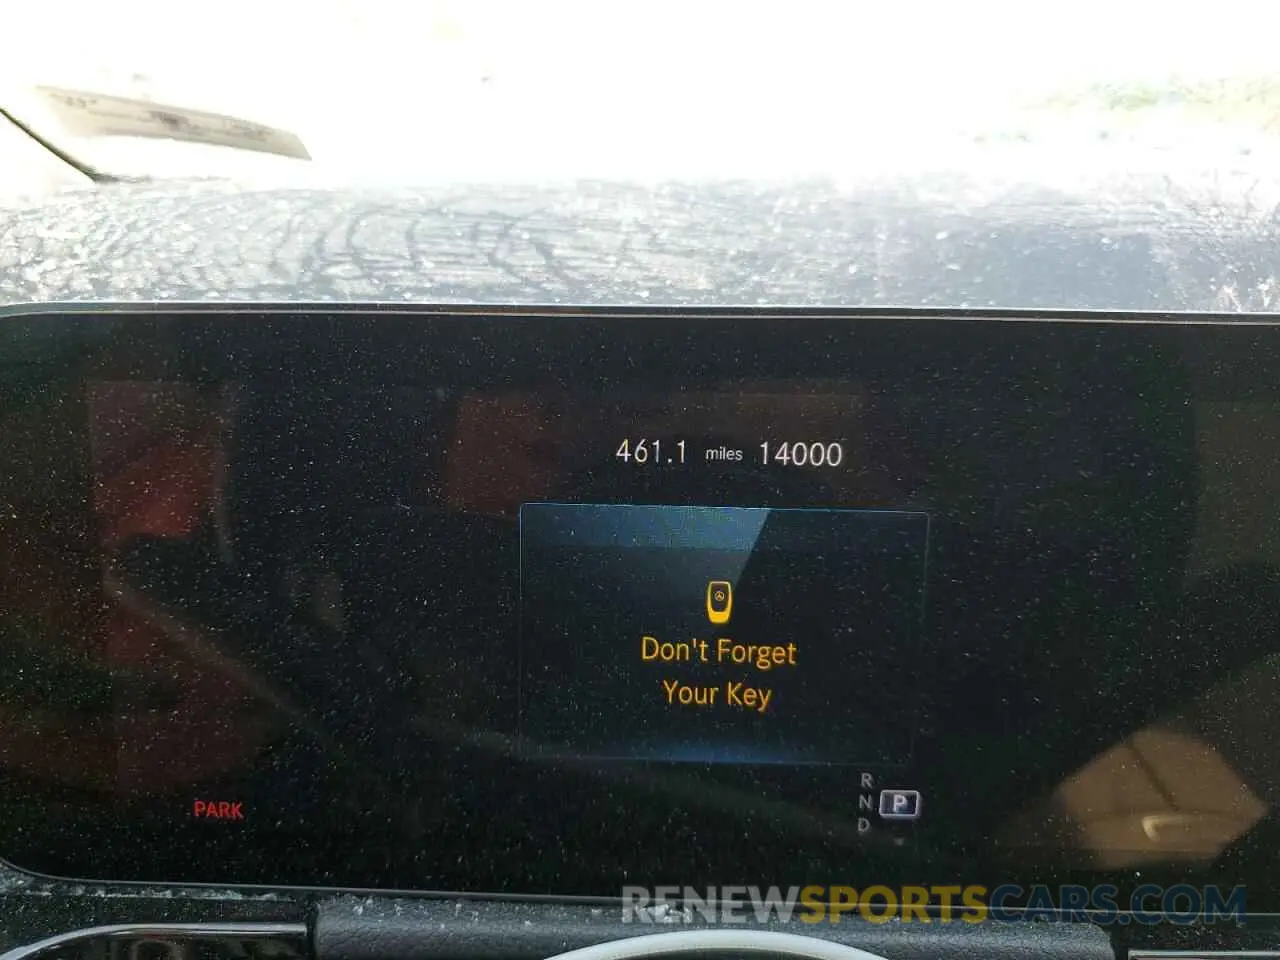 461.1 miles 14000
Don't Forget
Your Key
R
N P
D
PARK
RENEWSPORTSCARS.COM